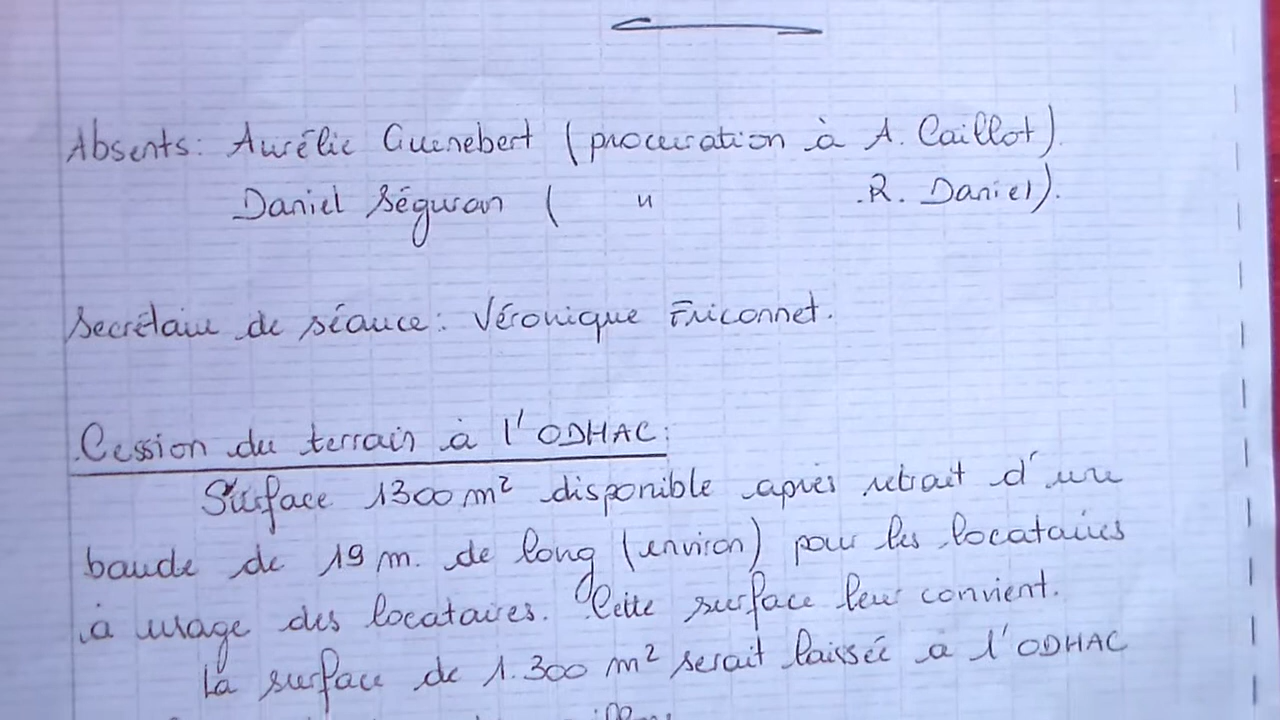 Absents: Aurélie Guenebert (procuration à A. Caillot).
Daniel Séguran ( " R. Daniel).
Secrétaire de séance: Véronique Friconnet.
Cession du terrain à l'ODHAC:
Surface 1300 m² disponible après retrait d'une
bande de 19 m. de long (environ) pour les locataires
à usage des locataires. Cette surface leur convient.
La surface de 1.300 m² serait laissée à l'ODHAC